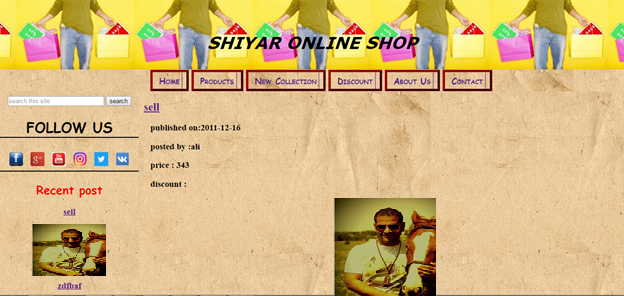 SHIYAR ONLINE SHOP
Home Products New Collection Discount About Us Contact
search this site search
FOLLOW US
Recent post
sell
zdfbaf
sell
published on:2011-12-16
posted by :ali
price : 343
discount :